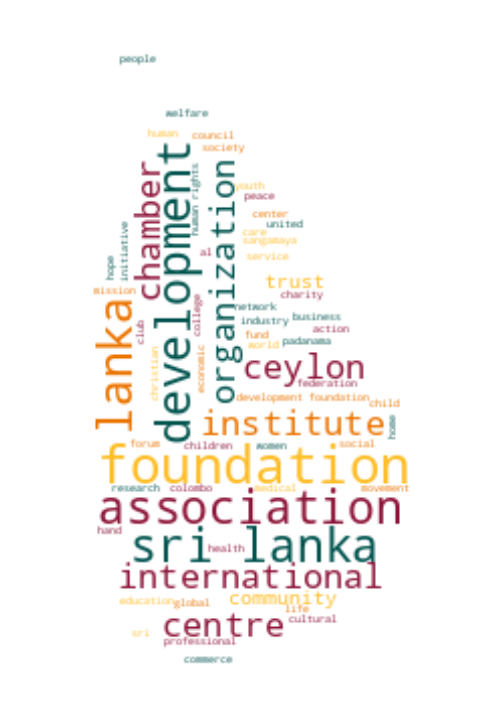 people
welfare
human
council
society
development
chamber
organization
human rights
youth
peace
center
united
care
sangamaya
service
al
hope
initiative
mission
lanka
trust
charity
network
college
club
industry
business
action
fund
world
padanama
christian
economic
ceylon
federation
development foundation
child
institute
home
forum
children
women
social
foundation
research
colombo
medical
movement
association
hand
sri lanka
health
international
education
global
community
life
centre
cultural
sri
professional
commerce